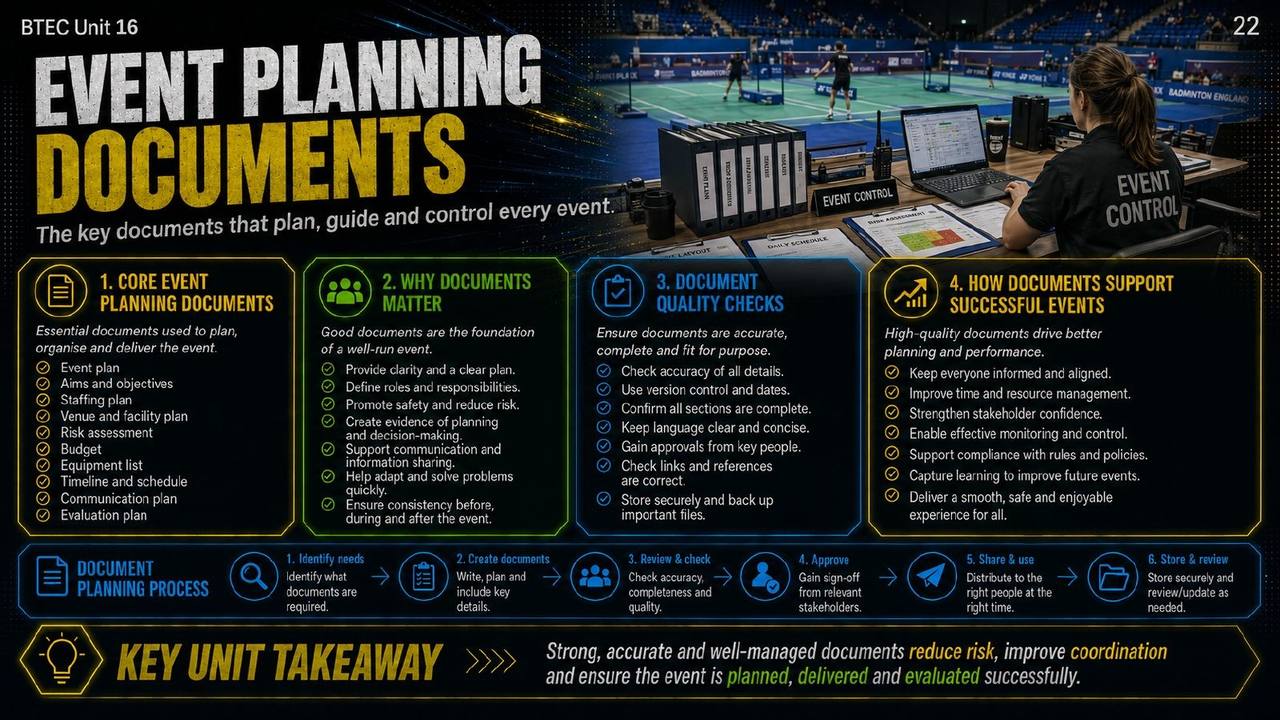 BTEC Unit 16
22
EVENT PLANNING
DOCUMENTS
The key documents that plan, guide and control every event.
BADMINTON
YONEX
BADMINTON ENGLAND
EVENT CONTROL
EVENT
CONTROL
DAILY SCHEDULE
RISK ASSESSMENT
1. CORE EVENT
PLANNING DOCUMENTS
Essential documents used to plan,
organise and deliver the event.
Event plan
Aims and objectives
Staffing plan
Venue and facility plan
Risk assessment
Budget
Equipment list
Timeline and schedule
Communication plan
Evaluation plan
2. WHY DOCUMENTS
MATTER
Good documents are the foundation
of a well-run event.
Provide clarity and a clear plan.
Define roles and responsibilities.
Promote safety and reduce risk.
Create evidence of planning
and decision-making.
Support communication and
information sharing.
Help adapt and solve problems
quickly.
Ensure consistency before,
during and after the event.
3. DOCUMENT
QUALITY CHECKS
Ensure documents are accurate,
complete and fit for purpose.
Check accuracy of all details.
Use version control and dates.
Confirm all sections are complete.
Keep language clear and concise.
Gain approvals from key people.
Check links and references
are correct.
Store securely and back up
important files.
4. HOW DOCUMENTS SUPPORT
SUCCESSFUL EVENTS
High-quality documents drive better
planning and performance.
Keep everyone informed and aligned.
Improve time and resource management.
Strengthen stakeholder confidence.
Enable effective monitoring and control.
Support compliance with rules and policies.
Capture learning to improve future events.
Deliver a smooth, safe and enjoyable
experience for all.
DOCUMENT
PLANNING PROCESS
1. Identify needs
Identify what
documents are
required.
2. Create documents
Write, plan and
include key
details.
3. Review & check
Check accuracy,
completeness and
quality.
4. Approve
Gain sign-off
from relevant
stakeholders.
5. Share & use
Distribute to the
right people at the
right time.
6. Store & review
Store securely and
review/update as
needed.
KEY UNIT TAKEAWAY
Strong, accurate and well-managed documents reduce risk, improve coordination
and ensure the event is planned, delivered and evaluated successfully.